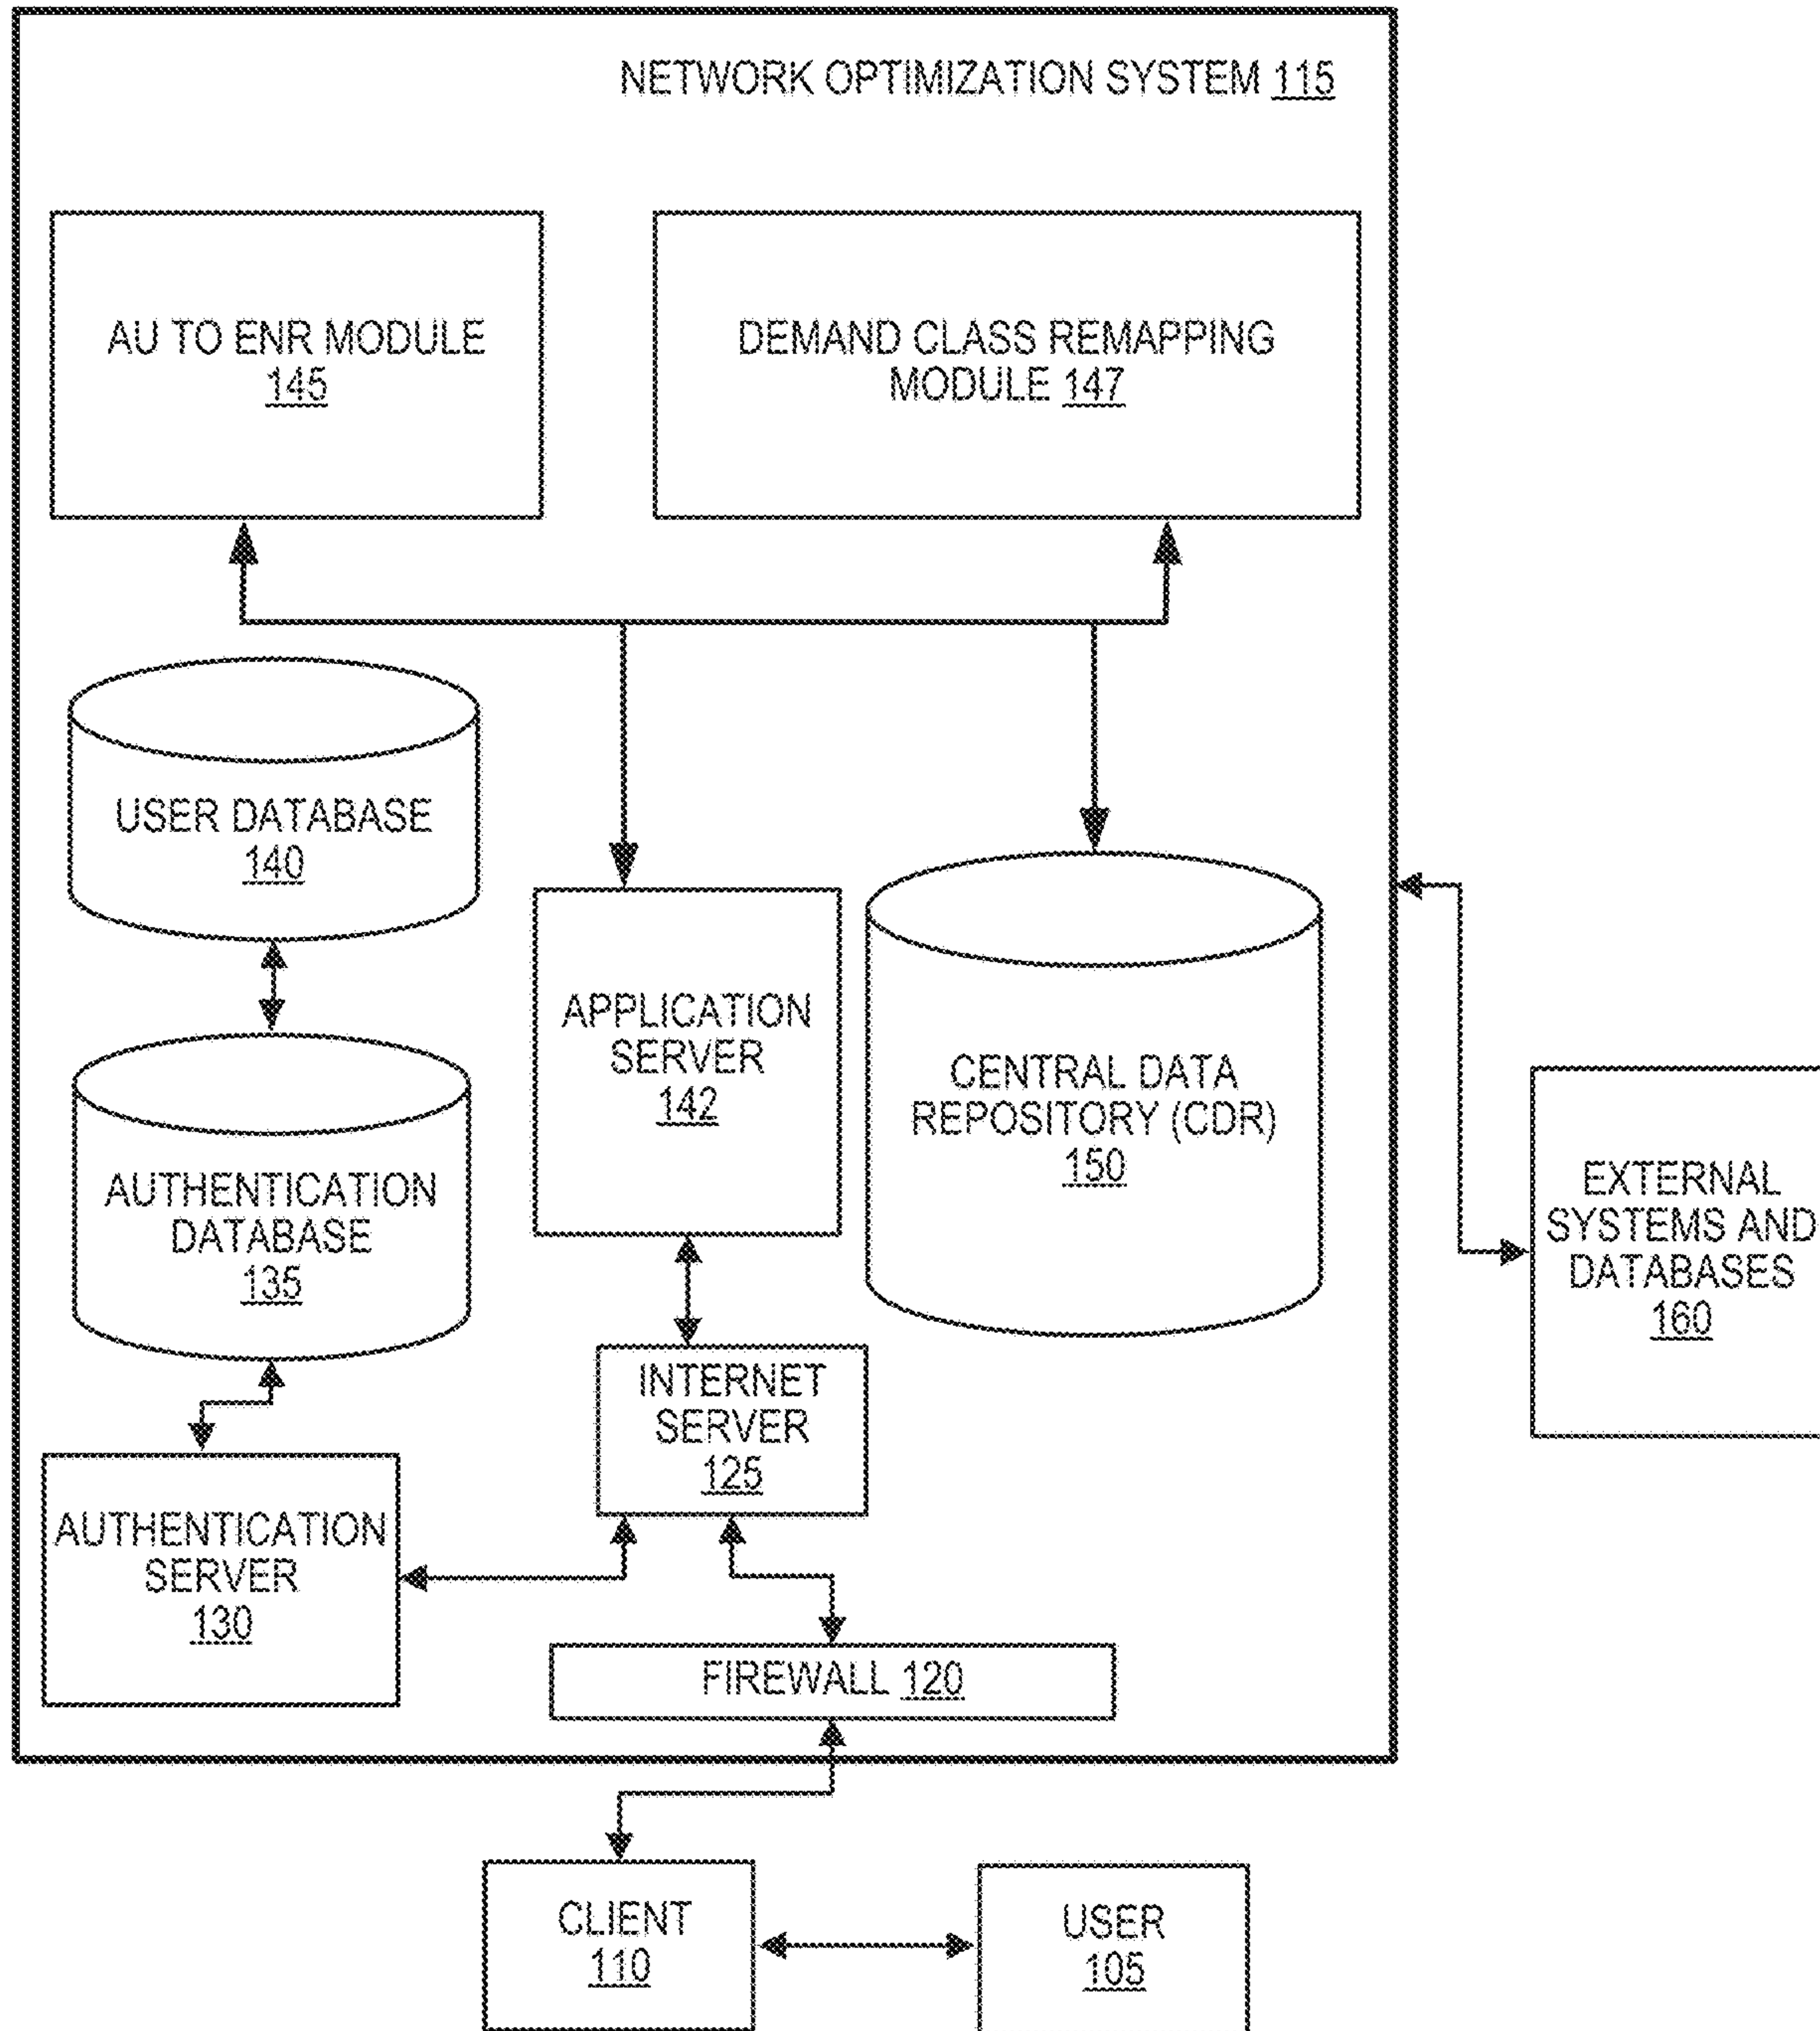 NETWORK OPTIMIZATION SYSTEM 115
AU TO ENR MODULE
145
DEMAND CLASS REMAPPING
MODULE 147
USER DATABASE
140
APPLICATION
SERVER
142
CENTRAL DATA
REPOSITORY (CDR)
150
AUTHENTICATION
DATABASE
135
EXTERNAL
SYSTEMS AND
DATABASES
160
INTERNET
SERVER
125
AUTHENTICATION
SERVER
130
FIREWALL 120
CLIENT
110
USER
105